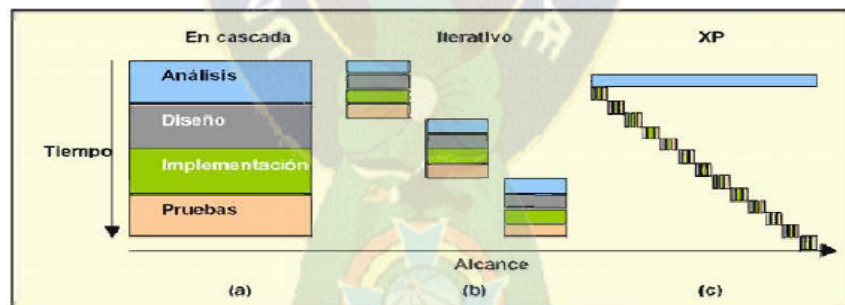 En cascada Iterativo XP
Análisis
Diseño
Tiempo
Implementación
Pruebas
Alcance
(a) (b) (c)